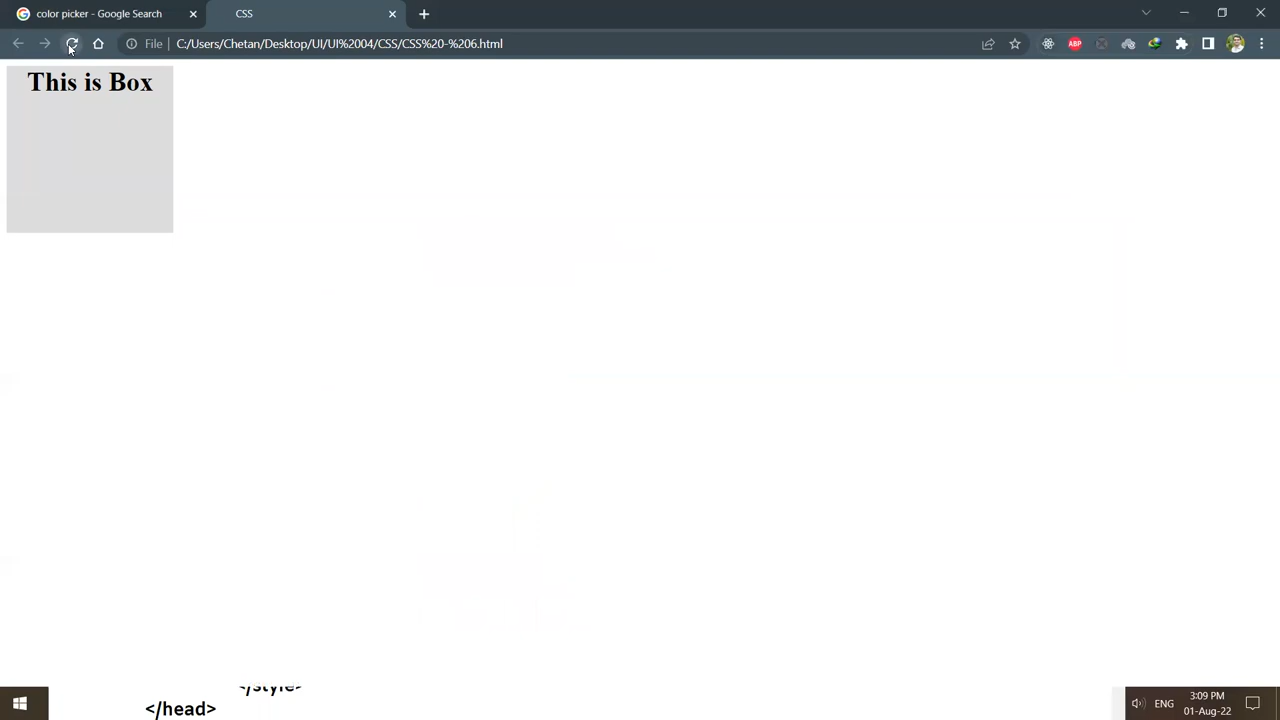 color picker - Google Search
CSS
File
C:/Users/Chetan/Desktop/UI/UI%2004/CSS/CSS%20-%206.html
ABP
This is Box
</style>
</head>
ENG
3:09 PM
01-Aug-22